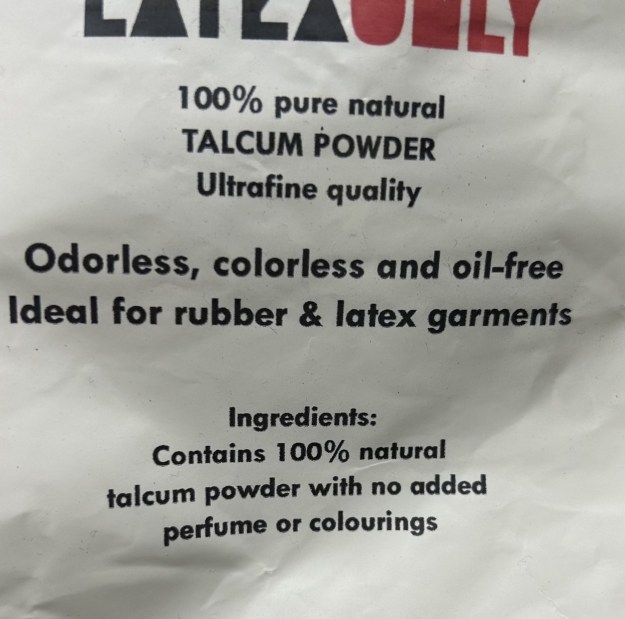 LATEXONLY
100% pure natural
TALCUM POWDER
Ultrafine quality
Odorless, colorless and oil-free
Ideal for rubber & latex garments
Ingredients:
Contains 100% natural
talcum powder with no added
perfume or colourings